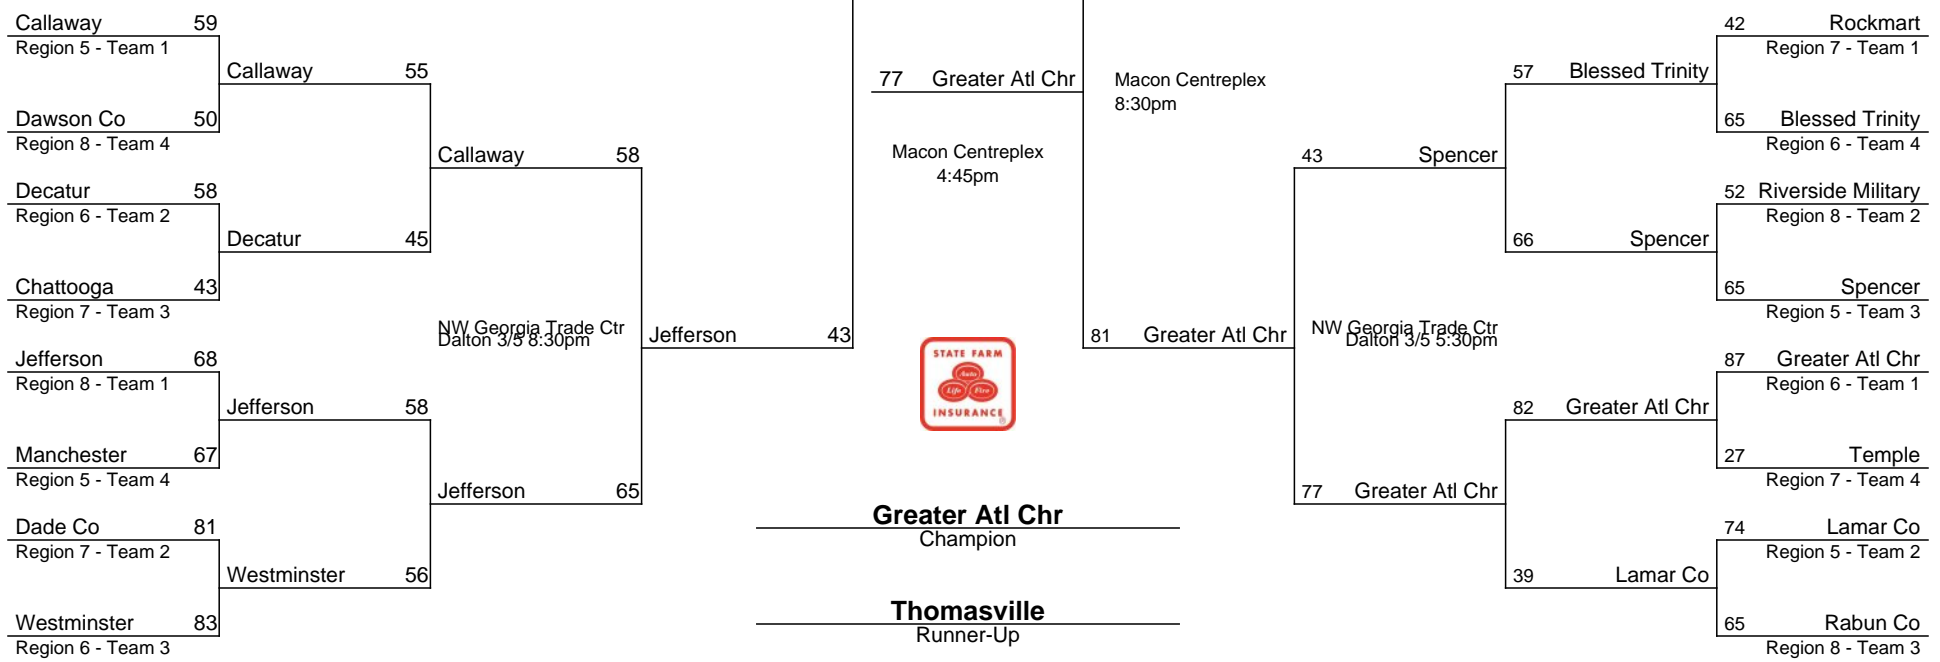 Callaway 59
Region 5 - Team 1
Callaway 55
Dawson Co 50
Region 8 - Team 4
Callaway 58
Decatur 58
Region 6 - Team 2
Decatur 45
Chattooga 43
Region 7 - Team 3
NW Georgia Trade Ctr
Dalton 3/5 8:30pm
Jefferson 43
Jefferson 68
Region 8 - Team 1
Jefferson 58
Manchester 67
Region 5 - Team 4
Jefferson 65
Dade Co 81
Region 7 - Team 2
Westminster 56
Westminster 83
Region 6 - Team 3
77 Greater Atl Chr
Macon Centreplex
8:30pm
Macon Centreplex
4:45pm
STATE FARM
Auto
Life Fire
INSURANCE
®
Greater Atl Chr
Champion
Thomasville
Runner-Up
42 Rockmart
Region 7 - Team 1
57 Blessed Trinity
65 Blessed Trinity
Region 6 - Team 4
43 Spencer
52 Riverside Military
Region 8 - Team 2
66 Spencer
65 Spencer
Region 5 - Team 3
81 Greater Atl Chr
NW Georgia Trade Ctr
Dalton 3/5 5:30pm
87 Greater Atl Chr
Region 6 - Team 1
82 Greater Atl Chr
27 Temple
Region 7 - Team 4
77 Greater Atl Chr
74 Lamar Co
Region 5 - Team 2
39 Lamar Co
65 Rabun Co
Region 8 - Team 3